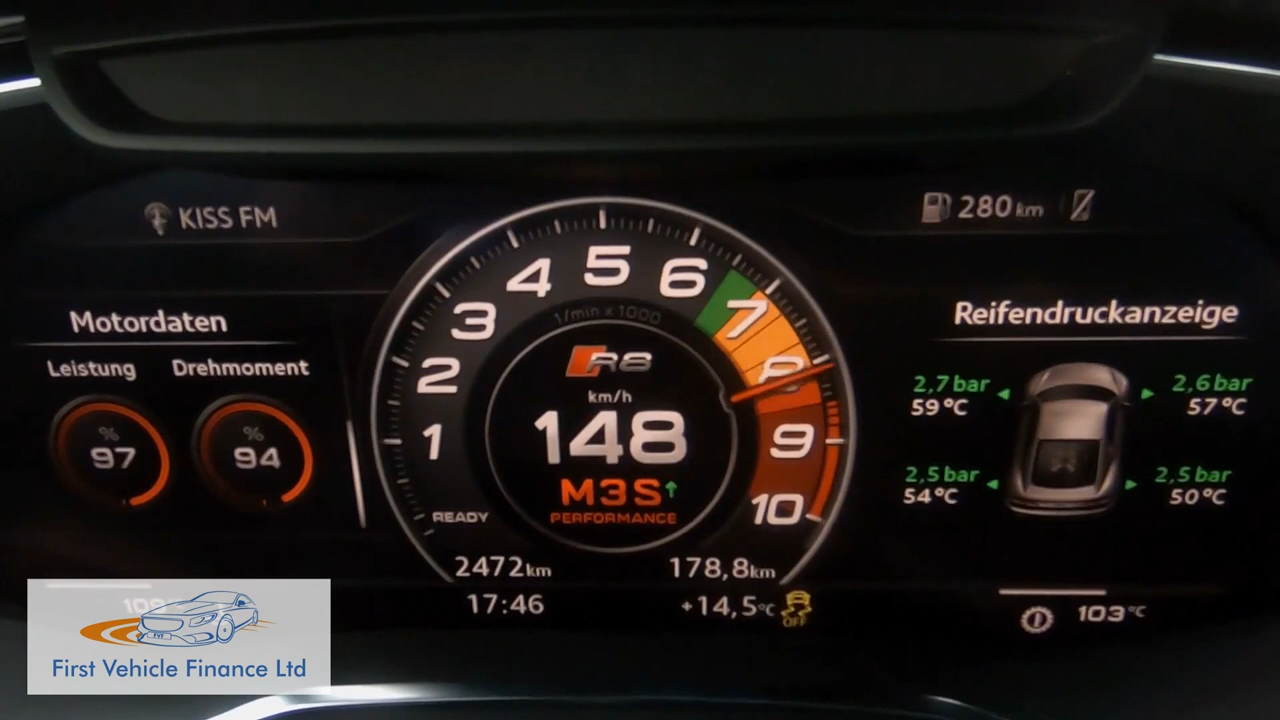 KISS FM
280 km
Motordaten
Leistung Drehmoment
% 97
% 94
1 2 3 4 5 6 7 8 9 10
1/min x 1000
R8
km/h
148
M3S↑
PERFORMANCE
READY
2472 km 178,8 km
17:46 +14,5 °C
OFF
Reifendruckanzeige
2,7 bar 2,6 bar
59 °C 57 °C
2,5 bar 2,5 bar
54 °C 50 °C
103 °C
First Vehicle Finance Ltd